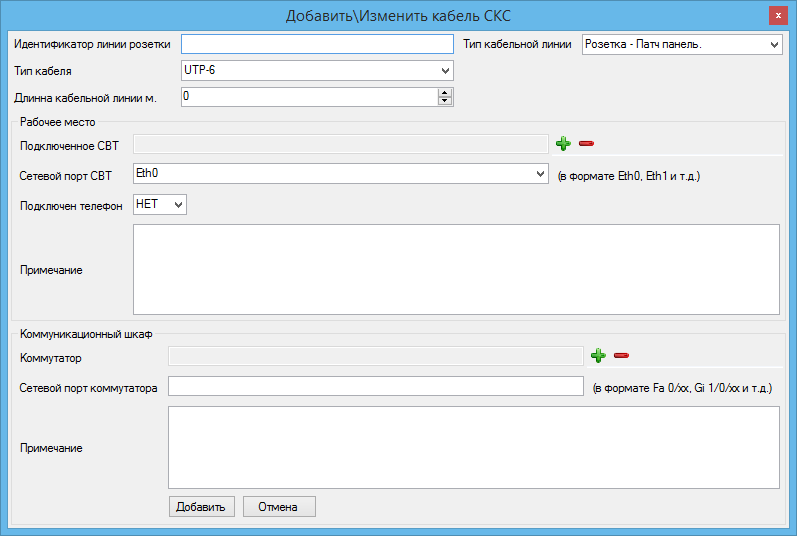 Добавить\Изменить кабель СКС
x
Идентификатор линии розетки
Тип кабельной линии Розетка - Патч панель.
Тип кабеля UTP-6
Длинна кабельной линии м. 0
Рабочее место
Подключенное СВТ
Сетевой порт СВТ Eth0 (в формате Eth0, Eth1 и т.д.)
Подключен телефон НЕТ
Примечание
Коммуникационный шкаф
Коммутатор
Сетевой порт коммутатора (в формате Fa 0/xx, Gi 1/0/xx и т.д.)
Примечание
Добавить Отмена